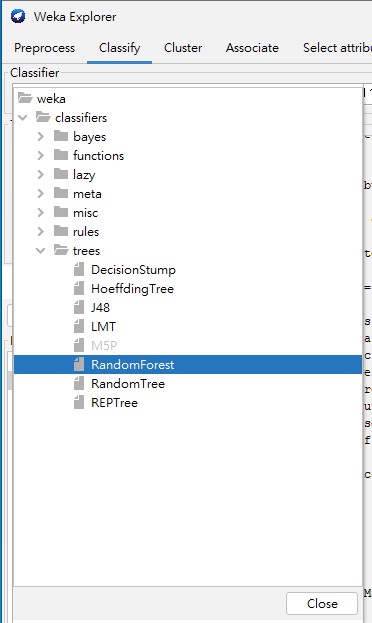 Weka Explorer
Preprocess Classify Cluster Associate Select attribu
Classifier
weka
classifiers
bayes
functions
lazy
meta
misc
rules
trees
DecisionStump
HoeffdingTree
J48
LMT
M5P
RandomForest
RandomTree
REPTree
Close